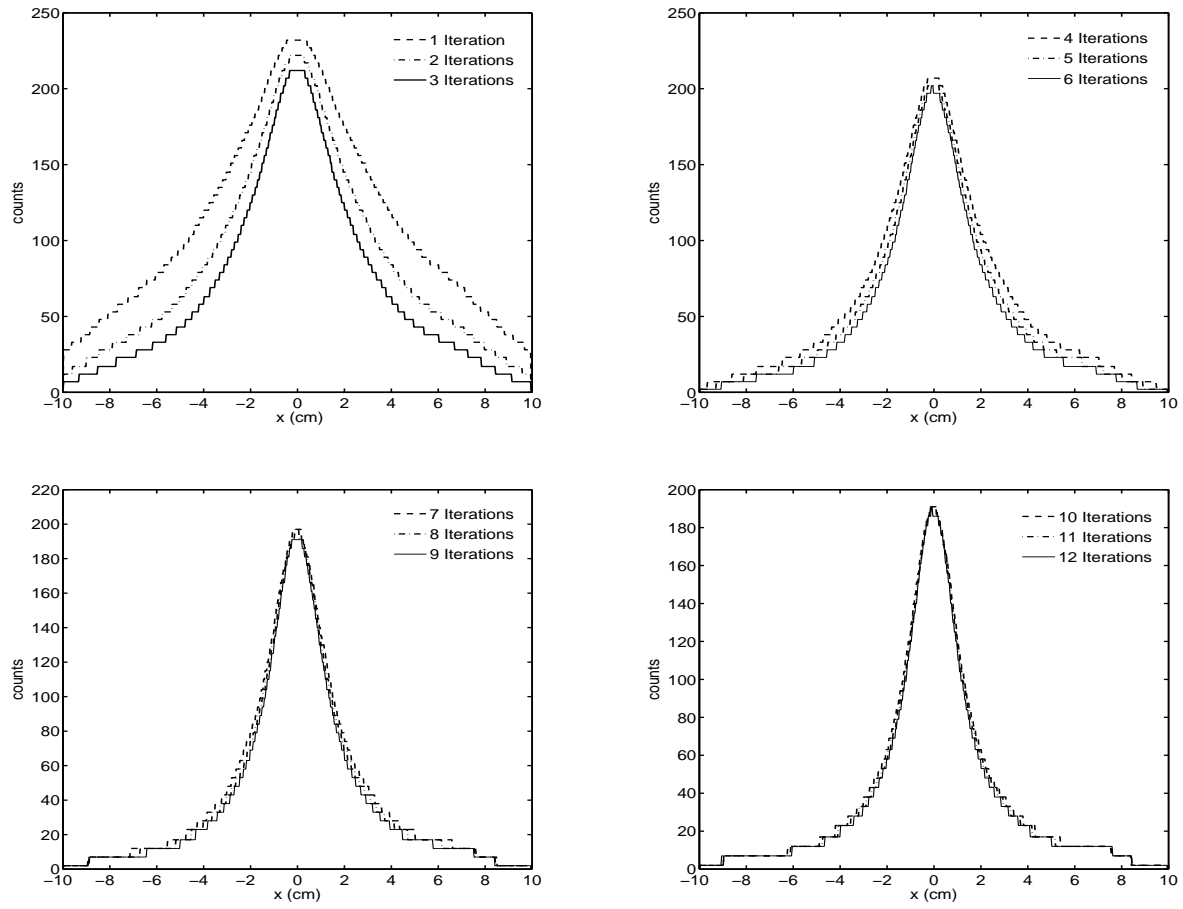 250
200
150
100
50
0
counts
1 Iteration
2 Iterations
3 Iterations
−10 −8 −6 −4 −2 0 2 4 6 8 10
x (cm)
250
200
150
100
50
0
counts
4 Iterations
5 Iterations
6 Iterations
−10 −8 −6 −4 −2 0 2 4 6 8 10
x (cm)
220
200
180
160
140
120
100
80
60
40
20
0
counts
7 Iterations
8 Iterations
9 Iterations
−10 −8 −6 −4 −2 0 2 4 6 8 10
x (cm)
200
180
160
140
120
100
80
60
40
20
0
counts
10 Iterations
11 Iterations
12 Iterations
−10 −8 −6 −4 −2 0 2 4 6 8 10
x (cm)